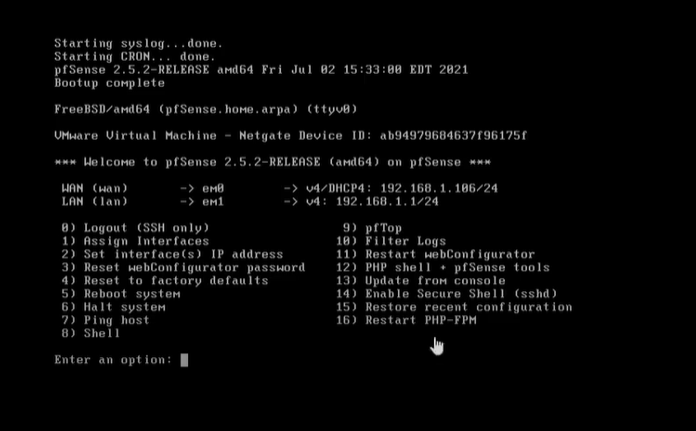 Starting syslog...done.
Starting CRON... done.
pfSense 2.5.2-RELEASE amd64 Fri Jul 02 15:33:00 EDT 2021
Bootup complete
FreeBSD/amd64 (pfSense.home.arpa) (ttyv0)
VMware Virtual Machine - Netgate Device ID: ab94979684637f96175f
*** Welcome to pfSense 2.5.2-RELEASE (amd64) on pfSense ***
WAN (wan) -> em0 -> v4/DHCP4: 192.168.1.106/24
LAN (lan) -> em1 -> v4: 192.168.1.1/24
0) Logout (SSH only) 9) pfTop
1) Assign Interfaces 10) Filter Logs
2) Set interface(s) IP address 11) Restart webConfigurator
3) Reset webConfigurator password 12) PHP shell + pfSense tools
4) Reset to factory defaults 13) Update from console
5) Reboot system 14) Enable Secure Shell (sshd)
6) Halt system 15) Restore recent configuration
7) Ping host 16) Restart PHP-FPM
8) Shell
Enter an option: